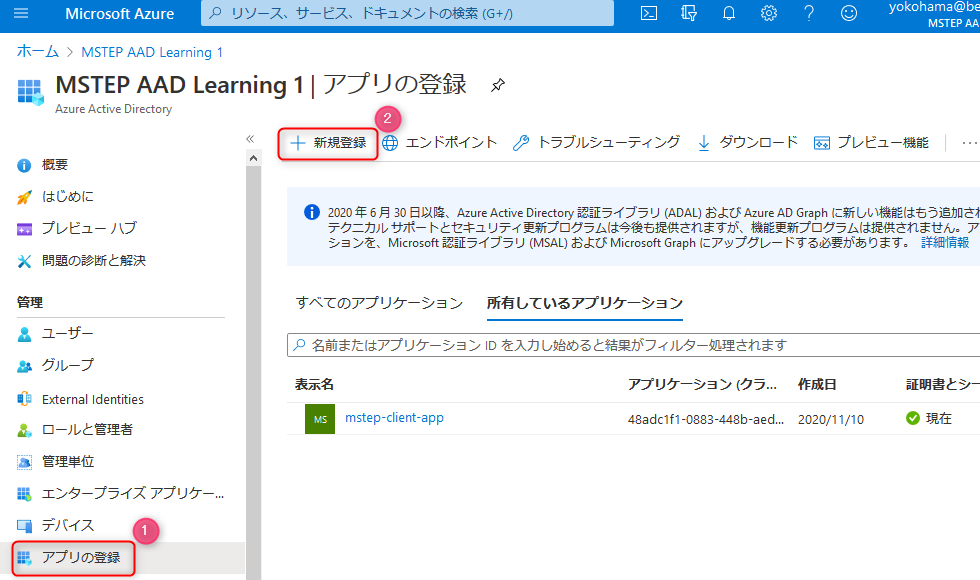 Microsoft Azure
リソース、サービス、ドキュメントの検索 (G+/)
yokohama@be
MSTEP AA
ホーム > MSTEP AAD Learning 1
MSTEP AAD Learning 1 | アプリの登録
Azure Active Directory
概要
はじめに
プレビュー ハブ
問題の診断と解決
管理
ユーザー
グループ
External Identities
ロールと管理者
管理単位
エンタープライズ アプリケー...
デバイス
1
アプリの登録
2
新規登録
エンドポイント
トラブルシューティング
ダウンロード
プレビュー機能
...
2020 年 6 月 30 日以降、Azure Active Directory 認証ライブラリ (ADAL) および Azure AD Graph に新しい機能はもう追加され
テクニカル サポートとセキュリティ更新プログラムは今後も提供されますが、機能更新プログラムは提供されません。ア
ションを、Microsoft 認証ライブラリ (MSAL) および Microsoft Graph にアップグレードする必要があります。 詳細情報
すべてのアプリケーション
所有しているアプリケーション
名前またはアプリケーション ID を入力し始めると結果がフィルター処理されます
表示名
アプリケーション (クラ...
作成日
証明書とシー
MS
mstep-client-app
48adc1f1-0883-448b-aed...
2020/11/10
現在